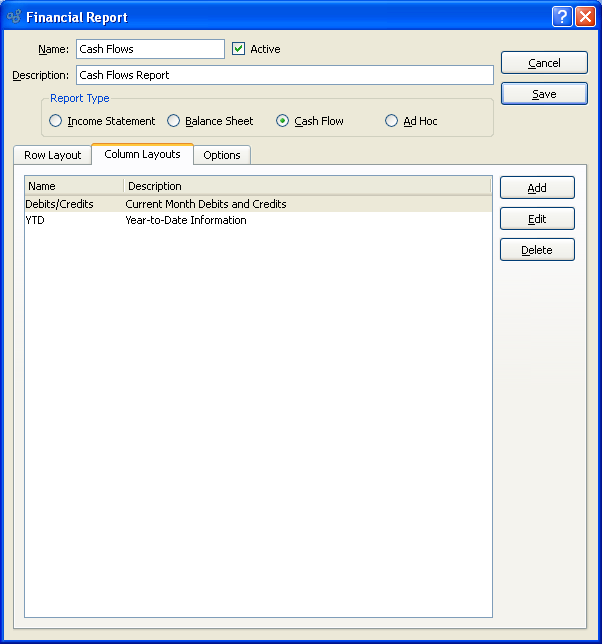 Financial Report
?
Name: Cash Flows Active
Cancel
Description: Cash Flows Report
Save
Report Type
Income Statement Balance Sheet Cash Flow Ad Hoc
Row Layout Column Layouts Options
Name Description
Add
Debits/Credits Current Month Debits and Credits
YTD Year-to-Date Information
Edit
Delete